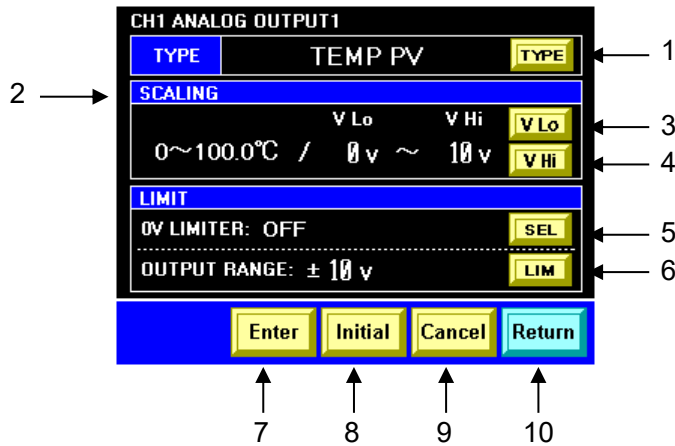 CH1 ANALOG OUTPUT1
TYPE TEMP PV TYPE 1
2 SCALING
V Lo V Hi V Lo 3
0～100.0℃ / 0 v ～ 10 v V Hi 4
LIMIT
0V LIMITER: OFF SEL 5
OUTPUT RANGE: ± 10 v LIM 6
Enter Initial Cancel Return
7 8 9 10